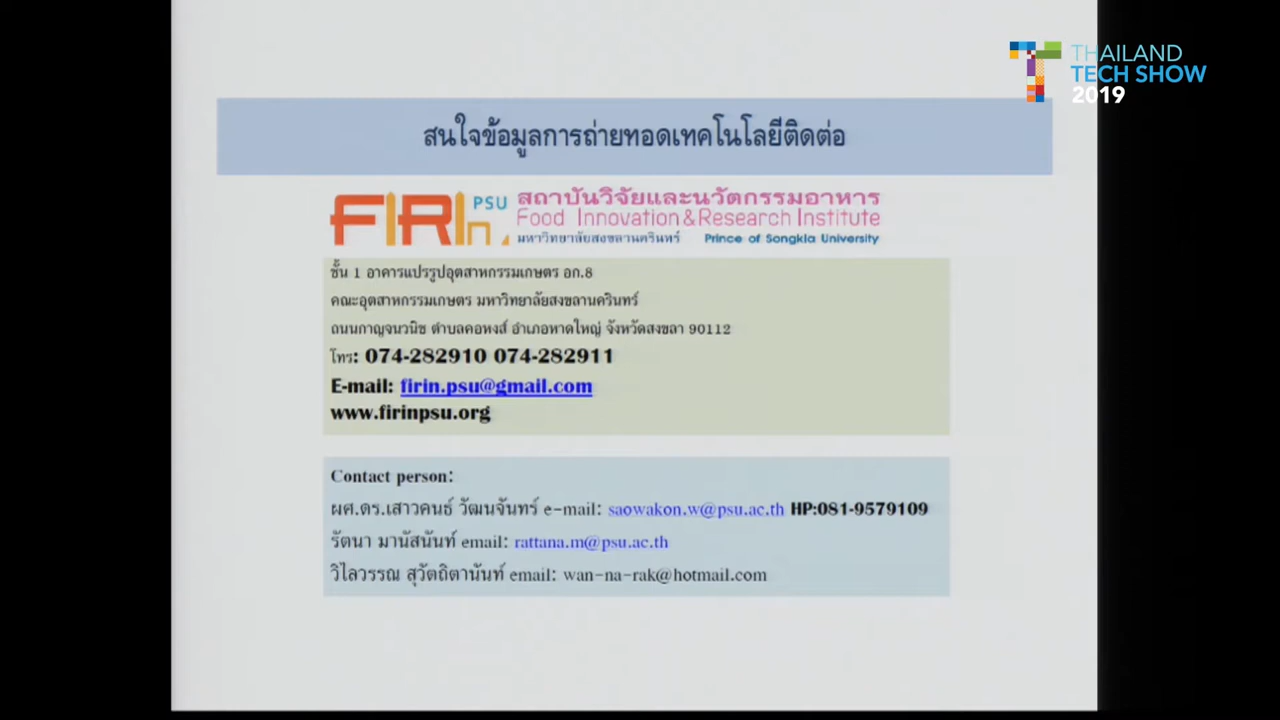 THAILAND
TECH SHOW
2019
สนใจข้อมูลการถ่ายทอดเทคโนโลยีติดต่อ
FIRIn PSU สถาบันวิจัยและนวัตกรรมอาหาร
Food Innovation & Research Institute
มหาวิทยาลัยสงขลานครินทร์ Prince of Songkla University
ชั้น 1 อาคารแปรรูปอุตสาหกรรมเกษตร อก.8
คณะอุตสาหกรรมเกษตร มหาวิทยาลัยสงขลานครินทร์
ถนนกาญจนวนิช ตำบลคอหงส์ อำเภอหาดใหญ่ จังหวัดสงขลา 90112
โทร: 074-282910 074-282911
E-mail: firin.psu@gmail.com
www.firinpsu.org
Contact person:
ผศ.ดร.เสาวคนธ์ วัฒนจันทร์ e-mail: saowakon.w@psu.ac.th HP:081-9579109
รัตนา มานัสนันท์ email: rattana.m@psu.ac.th
วิไลวรรณ สุวัตถิตานันท์ email: wan-na-rak@hotmail.com